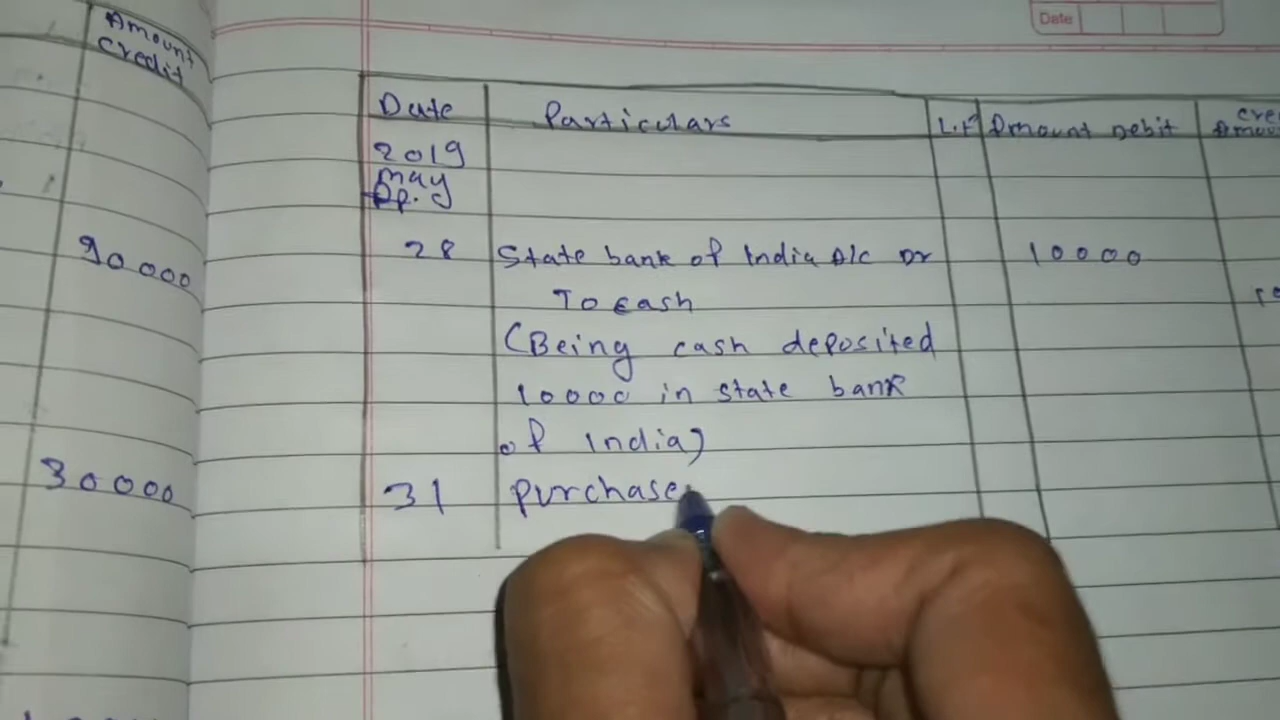 Amount
credit
90000
30000
Date
Date Particulars L.F Amount Debit
2019
may
28 State bank of India A/c Dr 10000
To cash
(Being cash deposited
10000 in state bank
of India)
31 purchase